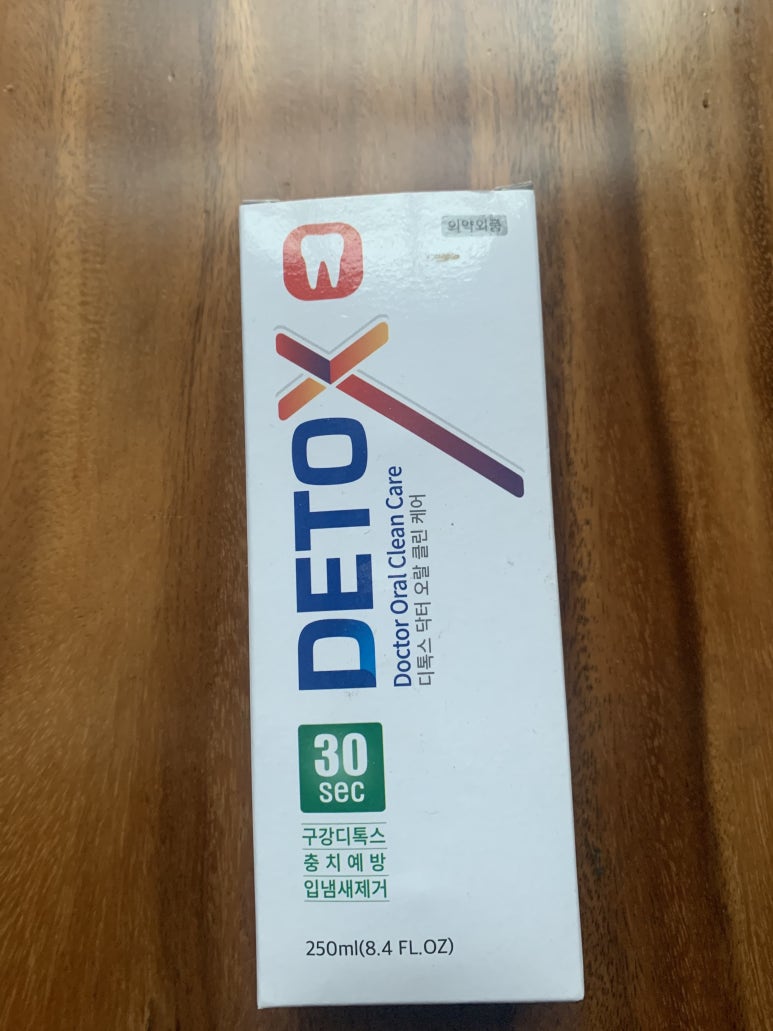 의약외품
DETOX
Doctor Oral Clean Care
디톡스 닥터 오랄 클린 케어
30
sec
구강디톡스
충치예방
입냄새제거
250ml(8.4 FL.OZ)